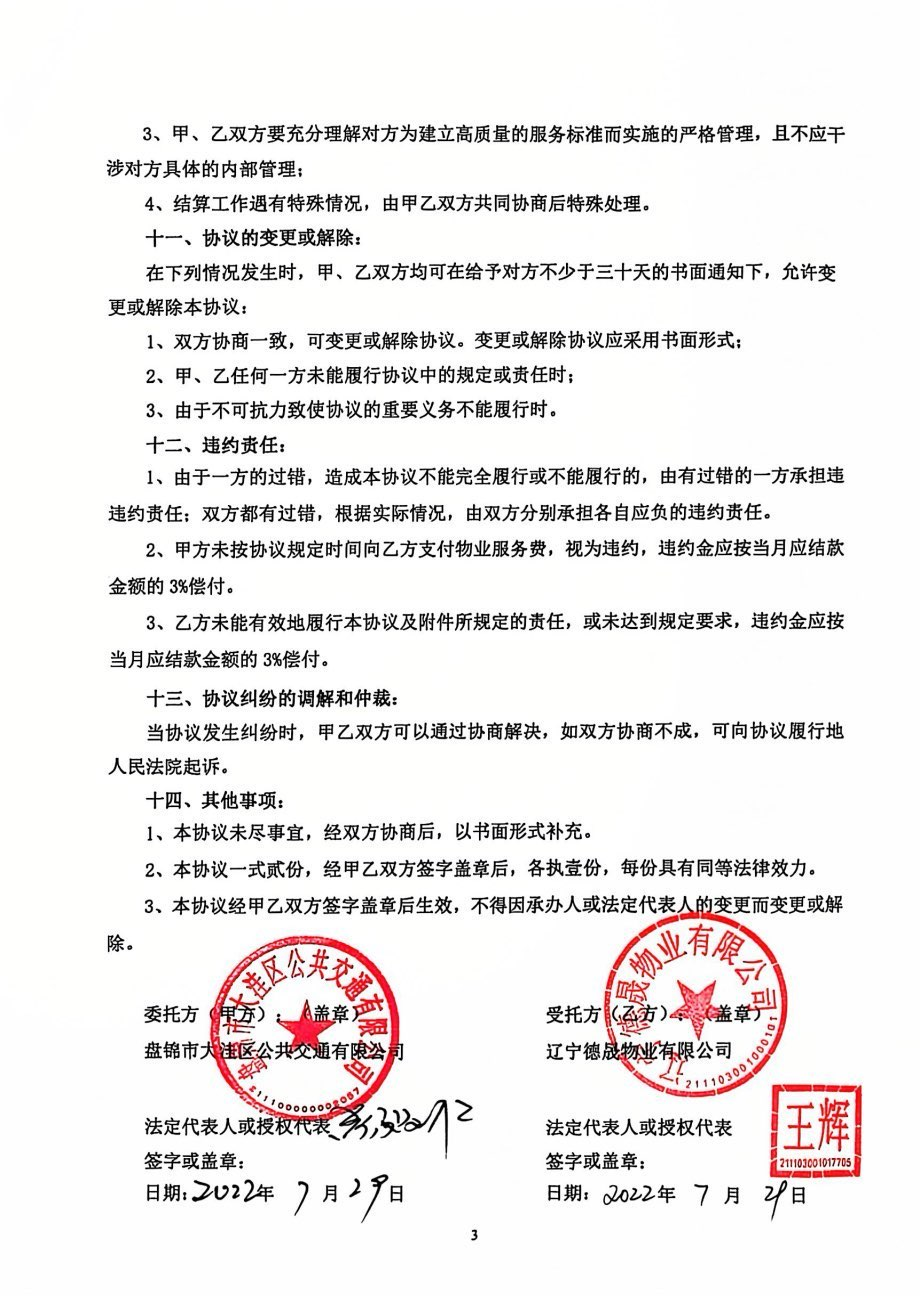 3、甲、乙双方要充分理解对方为建立高质量的服务标准而实施的严格管理，且不应干
涉对方具体的内部管理；
4、结算工作遇有特殊情况，由甲乙双方共同协商后特殊处理。
十一、协议的变更或解除：
在下列情况发生时，甲、乙双方均可在给予对方不少于三十天的书面通知下，允许变
更或解除本协议：
1、双方协商一致，可变更或解除协议。变更或解除协议应采用书面形式；
2、甲、乙任何一方未能履行协议中的规定或责任时；
3、由于不可抗力致使协议的重要义务不能履行时。
十二、违约责任：
1、由于一方的过错，造成本协议不能完全履行或不能履行的，由有过错的一方承担违
违约责任；双方都有过错，根据实际情况，由双方分别承担各自应负的违约责任。
2、甲方未按协议规定时间向乙方支付物业服务费，视为违约，违约金应按当月应结款
金额的3%偿付。
3、乙方未能有效地履行本协议及附件所规定的责任，或未达到规定要求，违约金应按
当月应结款金额的3%偿付。
十三、协议纠纷的调解和仲裁：
当协议发生纠纷时，甲乙双方可以通过协商解决，如双方协商不成，可向协议履行地
人民法院起诉。
十四、其他事项：
1、本协议未尽事宜，经双方协商后，以书面形式补充。
2、本协议一式贰份，经甲乙双方签字盖章后，各执壹份，每份具有同等法律效力。
3、本协议经甲乙双方签字盖章后生效，不得因承办人或法定代表人的变更而变更或解
除。
委托方（甲方）：（盖章）
盘锦市大洼区公共交通有限公司
盘锦市大洼区公共交通有限公司
法定代表人或授权代表
签字或盖章：
日期：2022年 7月29日
受托方（乙方）：（盖章）
辽宁德晟物业有限公司
辽宁德晟物业有限公司
211103001000101
法定代表人或授权代表
签字或盖章：
王辉
211103001017705
日期：2022年 7月29日
3